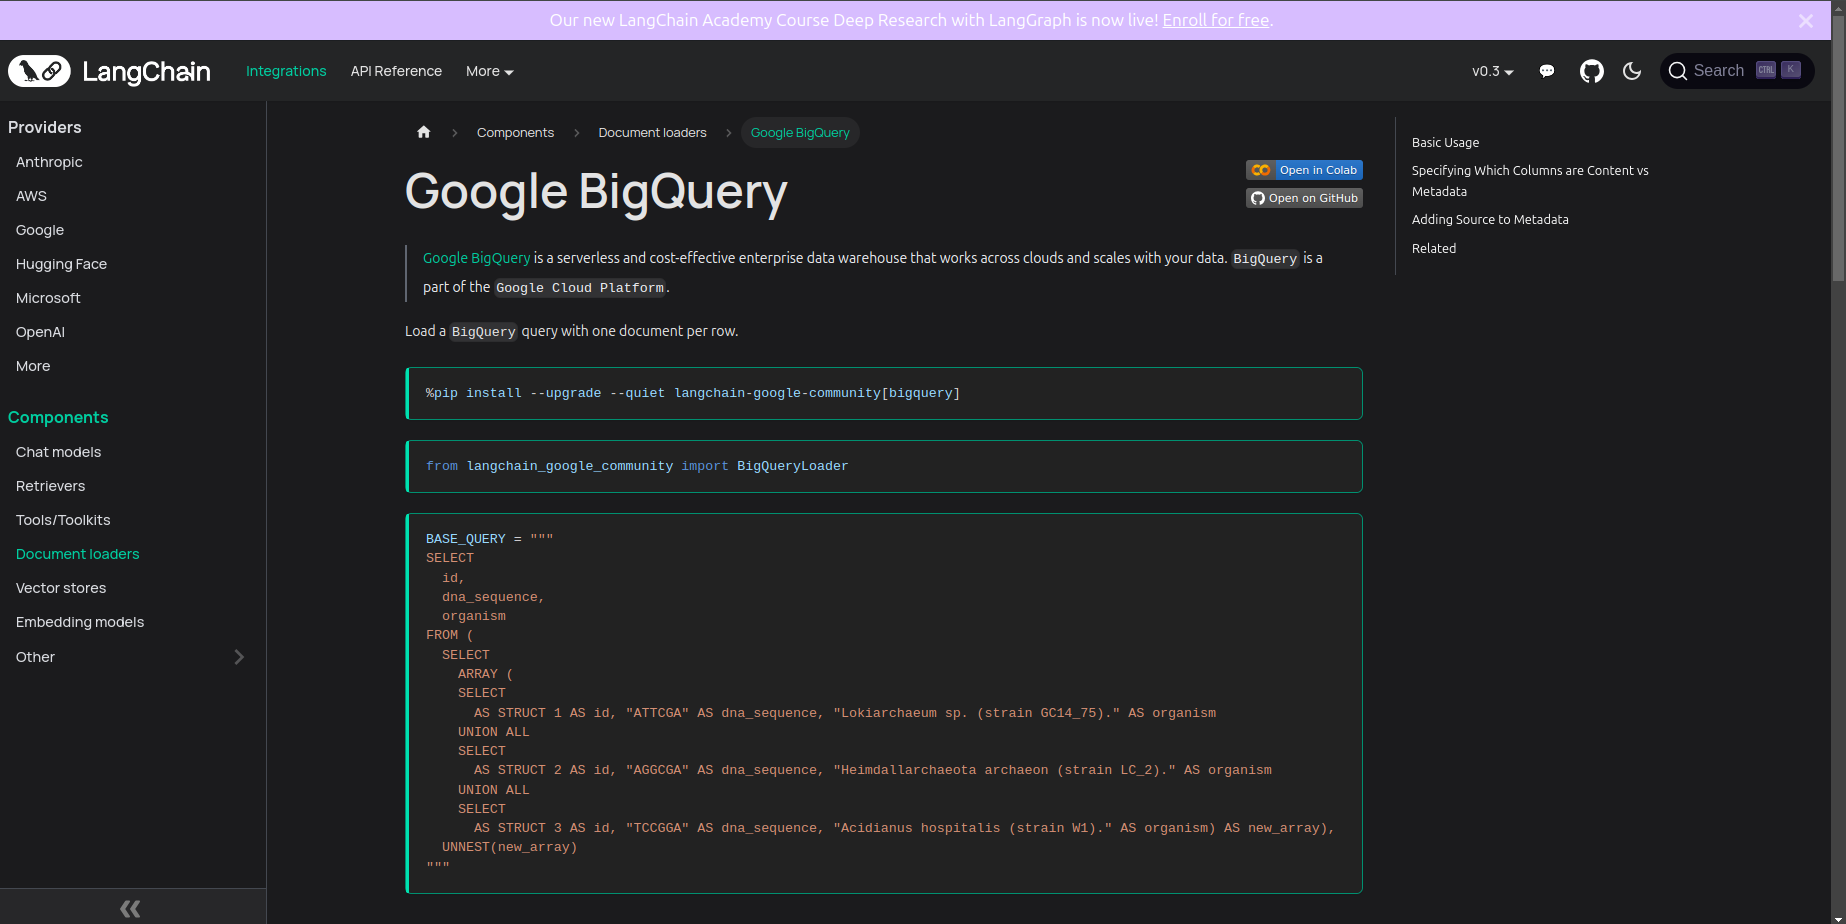 Our new LangChain Academy Course Deep Research with LangGraph is now live! Enroll for free.
LangChain
Integrations
API Reference
More
v0.3
Search
CTRL
K
Providers
Anthropic
AWS
Google
Hugging Face
Microsoft
OpenAI
More
Components
Chat models
Retrievers
Tools/Toolkits
Document loaders
Vector stores
Embedding models
Other
Components
Document loaders
Google BigQuery
Open in Colab
Open on GitHub
Google BigQuery
Google BigQuery is a serverless and cost-effective enterprise data warehouse that works across clouds and scales with your data. BigQuery is a
part of the Google Cloud Platform.
Load a BigQuery query with one document per row.
%pip install --upgrade --quiet langchain-google-community[bigquery]
from langchain_google_community import BigQueryLoader
BASE_QUERY = """
SELECT
  id,
  dna_sequence,
  organism
FROM (
  SELECT
    ARRAY (
    SELECT
      AS STRUCT 1 AS id, "ATTCGA" AS dna_sequence, "Lokiarchaeum sp. (strain GC14_75)." AS organism
    UNION ALL
    SELECT
      AS STRUCT 2 AS id, "AGGCGA" AS dna_sequence, "Heimdallarchaeota archaeon (strain LC_2)." AS organism
    UNION ALL
    SELECT
      AS STRUCT 3 AS id, "TCCGGA" AS dna_sequence, "Acidianus hospitalis (strain W1)." AS organism) AS new_array),
  UNNEST(new_array)
"""
Basic Usage
Specifying Which Columns are Content vs
Metadata
Adding Source to Metadata
Related